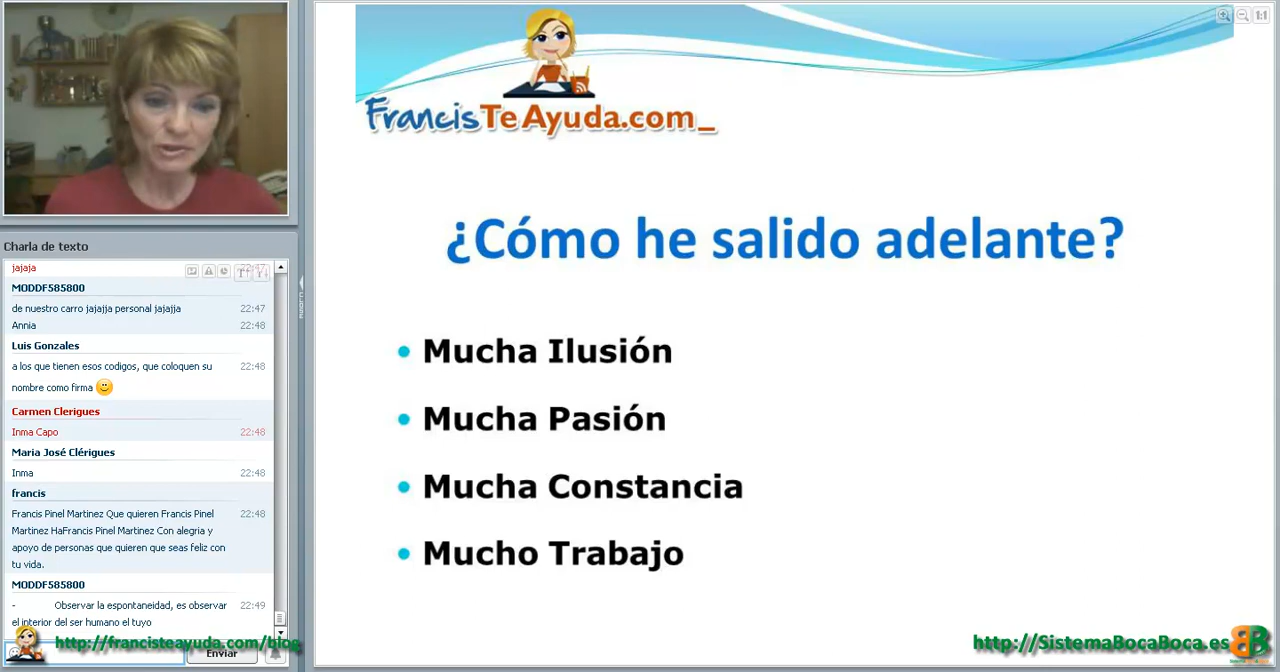 FrancisTeAyuda.com_
¿Cómo he salido adelante?
• Mucha Ilusión
• Mucha Pasión
• Mucha Constancia
• Mucho Trabajo
Charla de texto
jajaja
MODDF585800
de nuestro carro jajajja personal jajajja 22:47
Annia 22:48
Luis Gonzales
a los que tienen esos codigos, que coloquen su 22:48
nombre como firma
Carmen Clerigues
Inma Capo 22:48
Maria José Clérigues
Inma 22:48
francis
Francis Pinel Martinez Que quieren Francis Pinel 22:48
Martinez HaFrancis Pinel Martinez Con alegria y
apoyo de personas que quieren que seas feliz con
tu vida.
MODDF585800
- Observar la espontaneidad, es observar 22:49
el interior del ser humano el tuyo
http://francisteayuda.com/blog
Enviar
http://SistemaBocaBoca.es
1:1